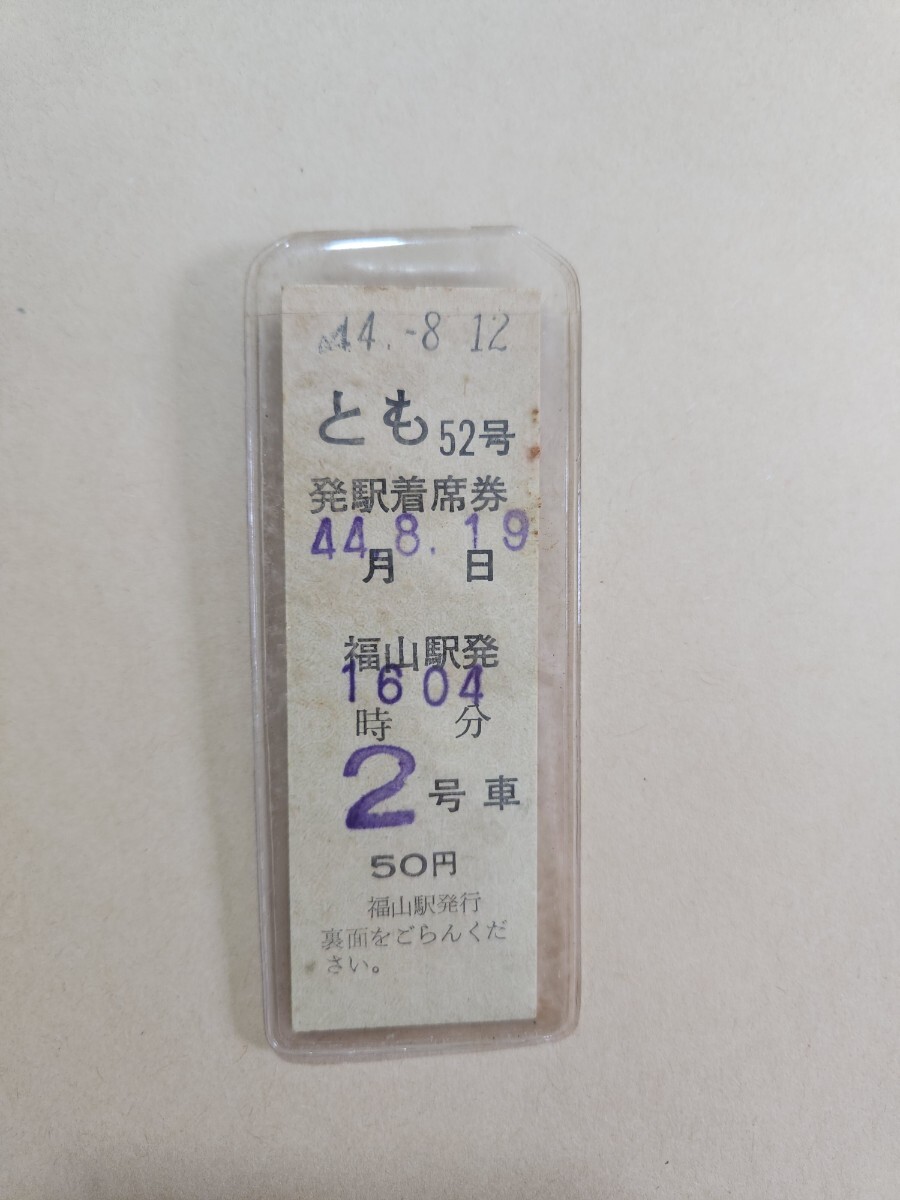 44.-8 12
とも52号
発駅着席券
44.8.19
月 日
福山駅発
1604
時 分
2号車
50円
福山駅発行
裏面をごらんくだ
さい。